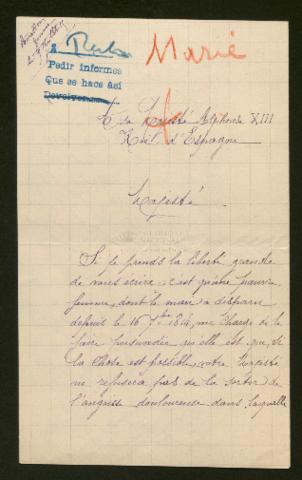 Marié
Pedir informes
Que se hace asi
Devolver
A Sa Majesté Alphonse XIII
Roi d'Espagne
Majesté
Si je prends la liberté grande
de vous écrire c'est qu'une pauvre
femme, dont le mari a disparu
depuis le 16 7bre 1914, me charge de le
faire persuadée qu'elle est que, si
la chose est possible, votre Majesté
ne refusera pas de la sortir de
l'angoisse douloureuse dans laquelle